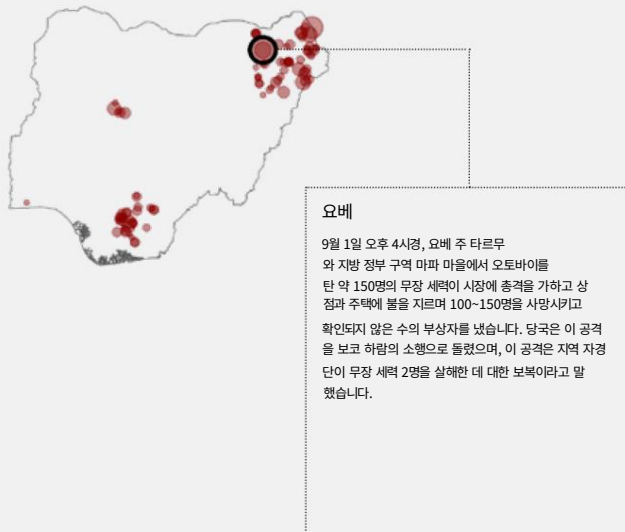 요베
9월 1일 오후 4시경, 요베 주 타르무
와 지방 정부 구역 마파 마을에서 오토바이를
탄 약 150명의 무장 세력이 시장에 총격을 가하고 상
점과 주택에 불을 지르며 100~150명을 사망시키고
확인되지 않은 수의 부상자를 냈습니다. 당국은 이 공격
을 보코 하람의 소행으로 돌렸으며, 이 공격은 지역 자경
단이 무장 세력 2명을 살해한 데 대한 보복이라고 말
했습니다.